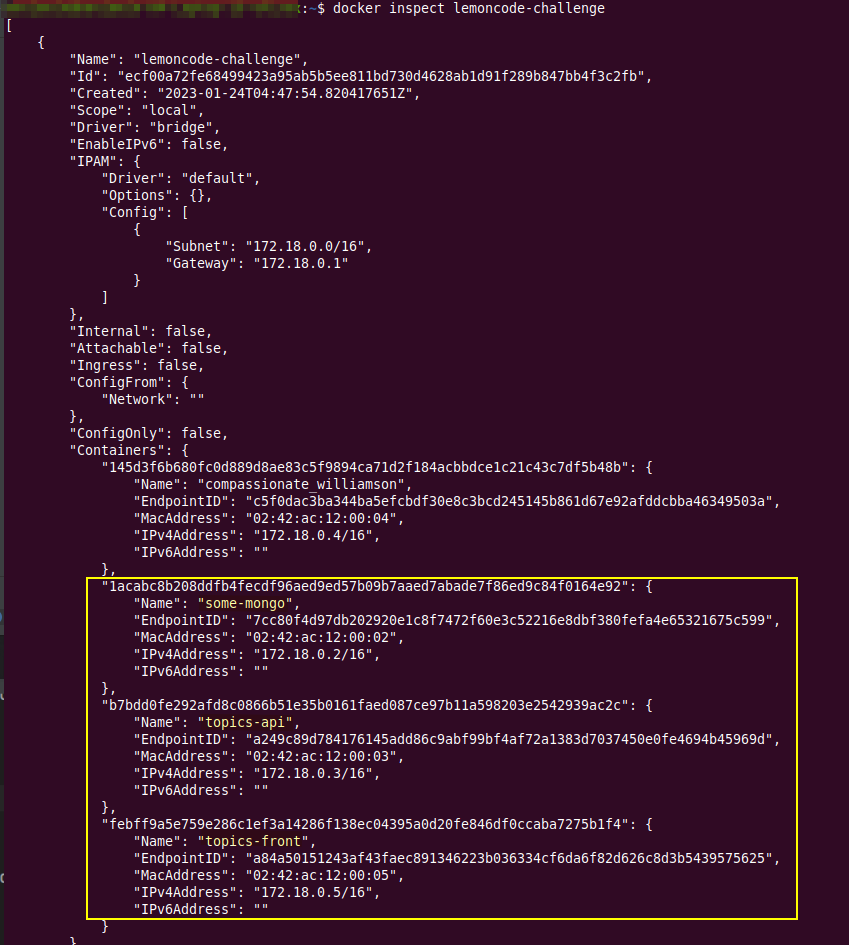 :~$ docker inspect lemoncode-challenge
[
    {
        "Name": "lemoncode-challenge",
        "Id": "ecf00a72fe68499423a95ab5b5ee811bd730d4628ab1d91f289b847bb4f3c2fb",
        "Created": "2023-01-24T04:47:54.820417651Z",
        "Scope": "local",
        "Driver": "bridge",
        "EnableIPv6": false,
        "IPAM": {
            "Driver": "default",
            "Options": {},
            "Config": [
                {
                    "Subnet": "172.18.0.0/16",
                    "Gateway": "172.18.0.1"
                }
            ]
        },
        "Internal": false,
        "Attachable": false,
        "Ingress": false,
        "ConfigFrom": {
            "Network": ""
        },
        "ConfigOnly": false,
        "Containers": {
            "145d3f6b680fc0d889d8ae83c5f9894ca71d2f184acbbdce1c21c43c7df5b48b": {
                "Name": "compassionate_williamson",
                "EndpointID": "c5f0dac3ba344ba5efcbdf30e8c3bcd245145b861d67e92afddcbba46349503a",
                "MacAddress": "02:42:ac:12:00:04",
                "IPv4Address": "172.18.0.4/16",
                "IPv6Address": ""
            },
            "1acabc8b208ddfb4fecdf96aed9ed57b09b7aaed7abade7f86ed9c84f0164e92": {
                "Name": "some-mongo",
                "EndpointID": "7cc80f4d97db202920e1c8f7472f60e3c52216e8dbf380fefa4e65321675c599",
                "MacAddress": "02:42:ac:12:00:02",
                "IPv4Address": "172.18.0.2/16",
                "IPv6Address": ""
            },
            "b7bdd0fe292afd8c0866b51e35b0161faed087ce97b11a598203e2542939ac2c": {
                "Name": "topics-api",
                "EndpointID": "a249c89d784176145add86c9abf99bf4af72a1383d7037450e0fe4694b45969d",
                "MacAddress": "02:42:ac:12:00:03",
                "IPv4Address": "172.18.0.3/16",
                "IPv6Address": ""
            },
            "febff9a5e759e286c1ef3a14286f138ec04395a0d20fe846df0ccaba7275b1f4": {
                "Name": "topics-front",
                "EndpointID": "a84a50151243af43faec891346223b036334cf6da6f82d626c8d3b5439575625",
                "MacAddress": "02:42:ac:12:00:05",
                "IPv4Address": "172.18.0.5/16",
                "IPv6Address": ""
            }
        }